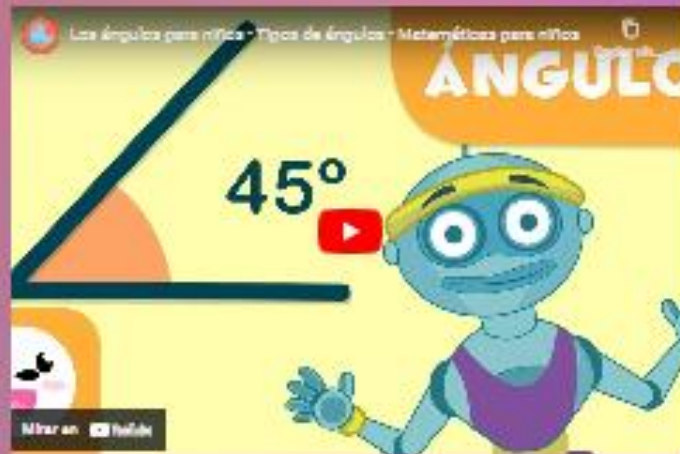 Los ángulos para niños - Tipos de ángulos - Matemáticas para niños
ÁNGULO
45°
Mirar en YouTube